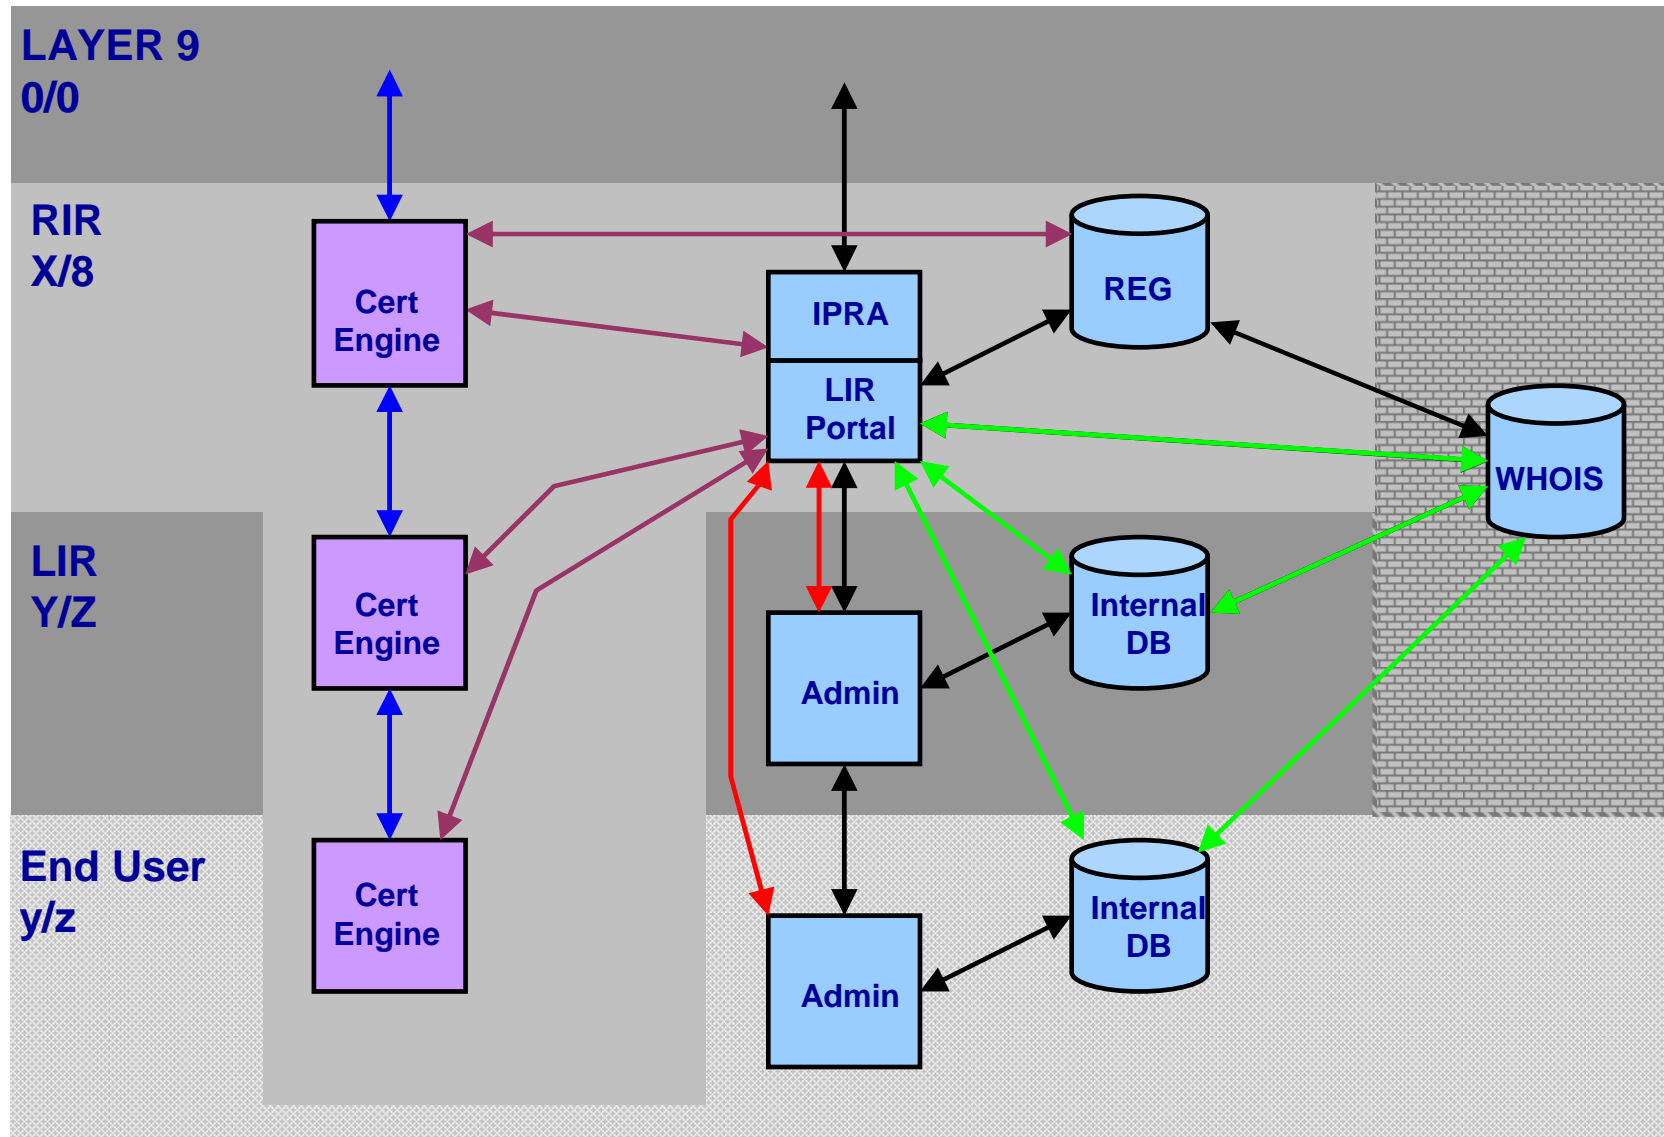 LAYER 9
0/0
RIR
X/8
Cert
Engine
IPRA
LIR
Portal
REG
WHOIS
LIR
Y/Z
Cert
Engine
Admin
Internal
DB
End User
y/z
Cert
Engine
Admin
Internal
DB